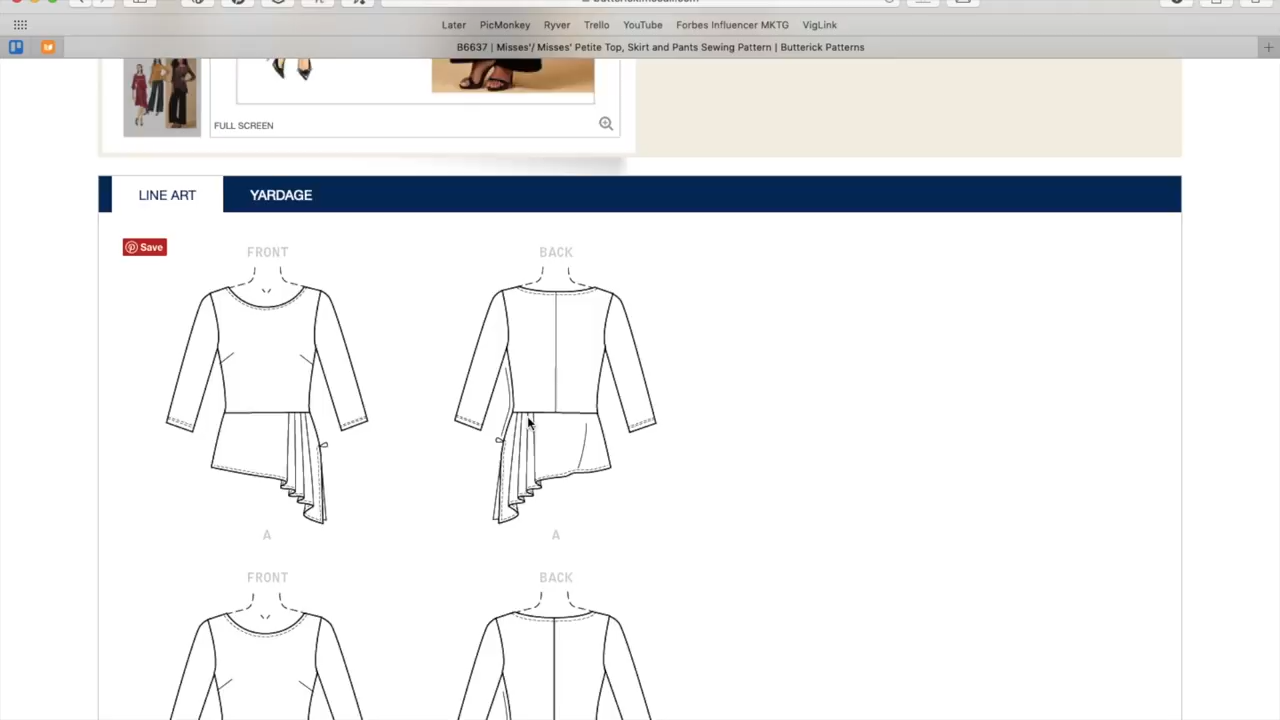 Later PicMonkey Ryver Trello YouTube Forbes Influencer MKTG VigLink
B6637 | Misses'/ Misses' Petite Top, Skirt and Pants Sewing Pattern | Butterick Patterns
FULL SCREEN
LINE ART YARDAGE
Save
FRONT BACK
A A
FRONT BACK